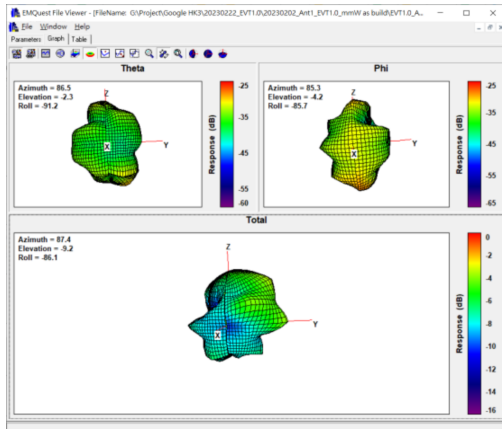 EMQuest File Viewer - [FileName: G:\Project\Google HK3\20230222_EVT1.0\20230202_Ant1_EVT1.0_mmW as build\EVT1.0_A...
File Window Help
Parameters Graph Table
Theta
Azimuth = 86.5
Elevation = -2.3
Roll = -91.2
Z
Y
X
Response (dB)
-25
-35
-45
-55
-60
Phi
Azimuth = 85.3
Elevation = -4.2
Roll = -85.7
Z
Y
X
Response (dB)
-25
-35
-45
-55
-65
Total
Azimuth = 87.4
Elevation = -9.2
Roll = -86.1
Z
Y
X
Response (dB)
0
-2
-4
-6
-8
-10
-12
-14
-16